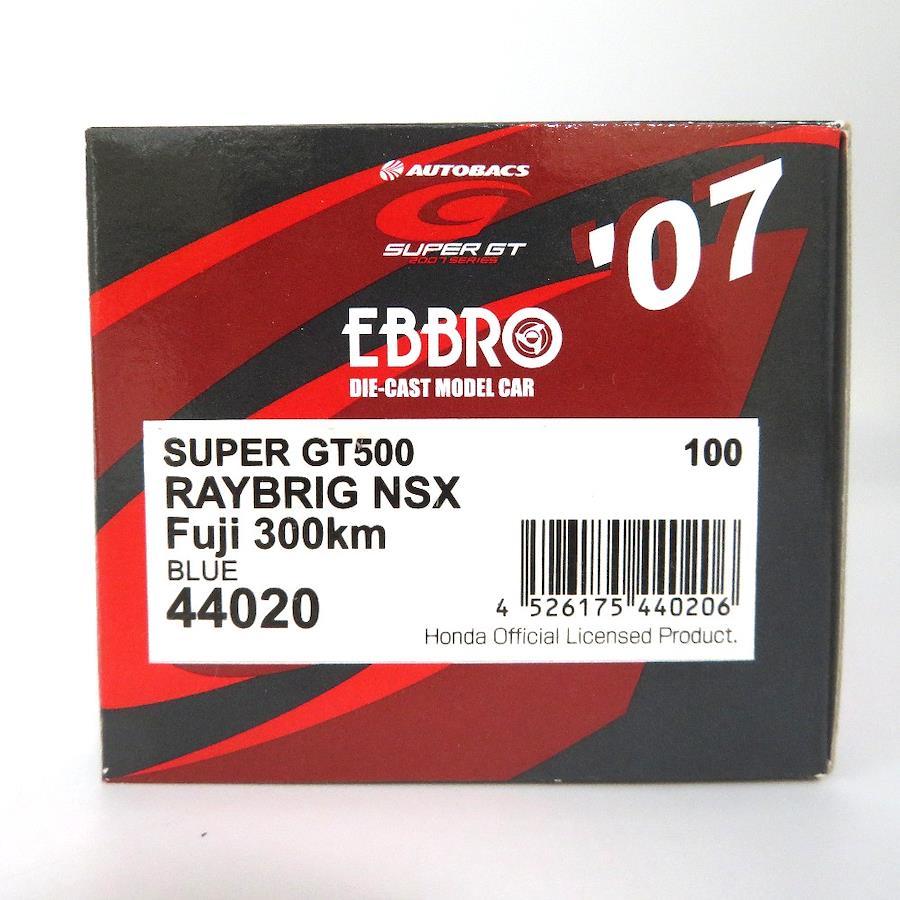 AUTOBACS
SUPER GT
2007 SERIES
'07
EBBRO
DIE-CAST MODEL CAR
SUPER GT500 100
RAYBRIG NSX
Fuji 300km
BLUE
44020
4 526175 440206
Honda Official Licensed Product.